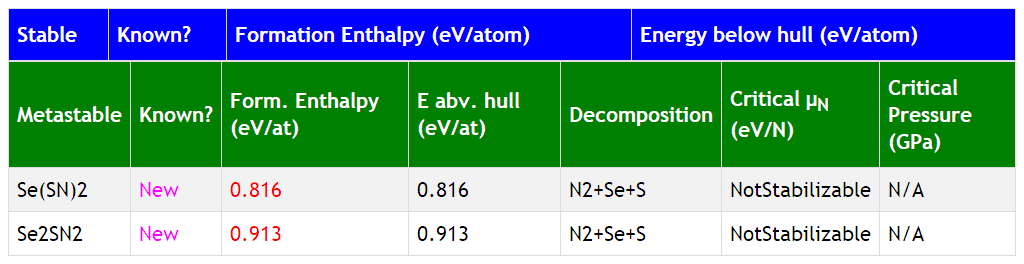 Stable Known? Formation Enthalpy (eV/atom) Energy below hull (eV/atom)
Metastable Known? Form. Enthalpy (eV/at) E abv. hull (eV/at) Decomposition Critical μN (eV/N) Critical Pressure (GPa)
Se(SN)2 New 0.816 0.816 N2+Se+S NotStabilizable N/A
Se2SN2 New 0.913 0.913 N2+Se+S NotStabilizable N/A